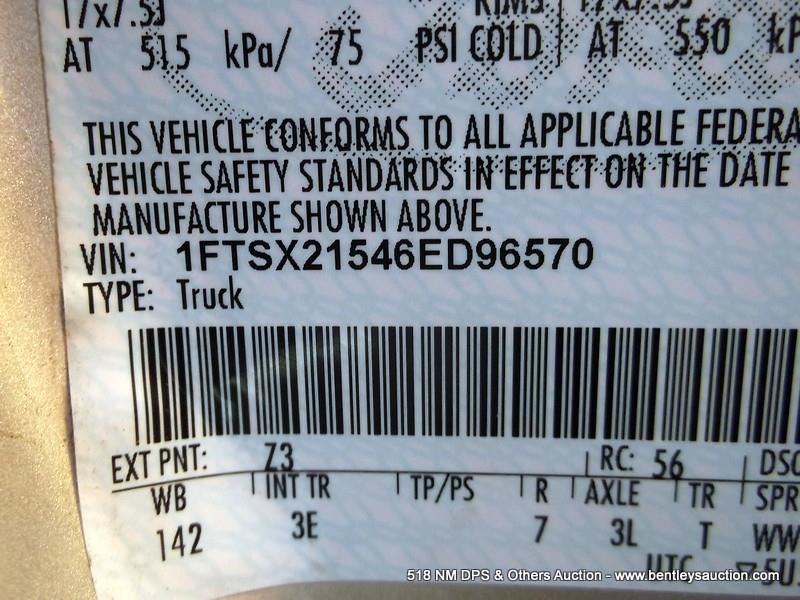 17x7.5J
AT 515 kPa/ 75 PSI COLD AT 550
THIS VEHICLE CONFORMS TO ALL APPLICABLE
VEHICLE SAFETY STANDARDS IN EFFECT ON THE DATE
MANUFACTURE SHOWN ABOVE.
VIN: 1FTSX21546ED96570
TYPE: Truck
EXT PNT: Z3 RC: 56
WB INT TR TP/PS R AXLE TR
142 3E 7 3L T
518 NM DPS & Others Auction - www.bentleysauction.com